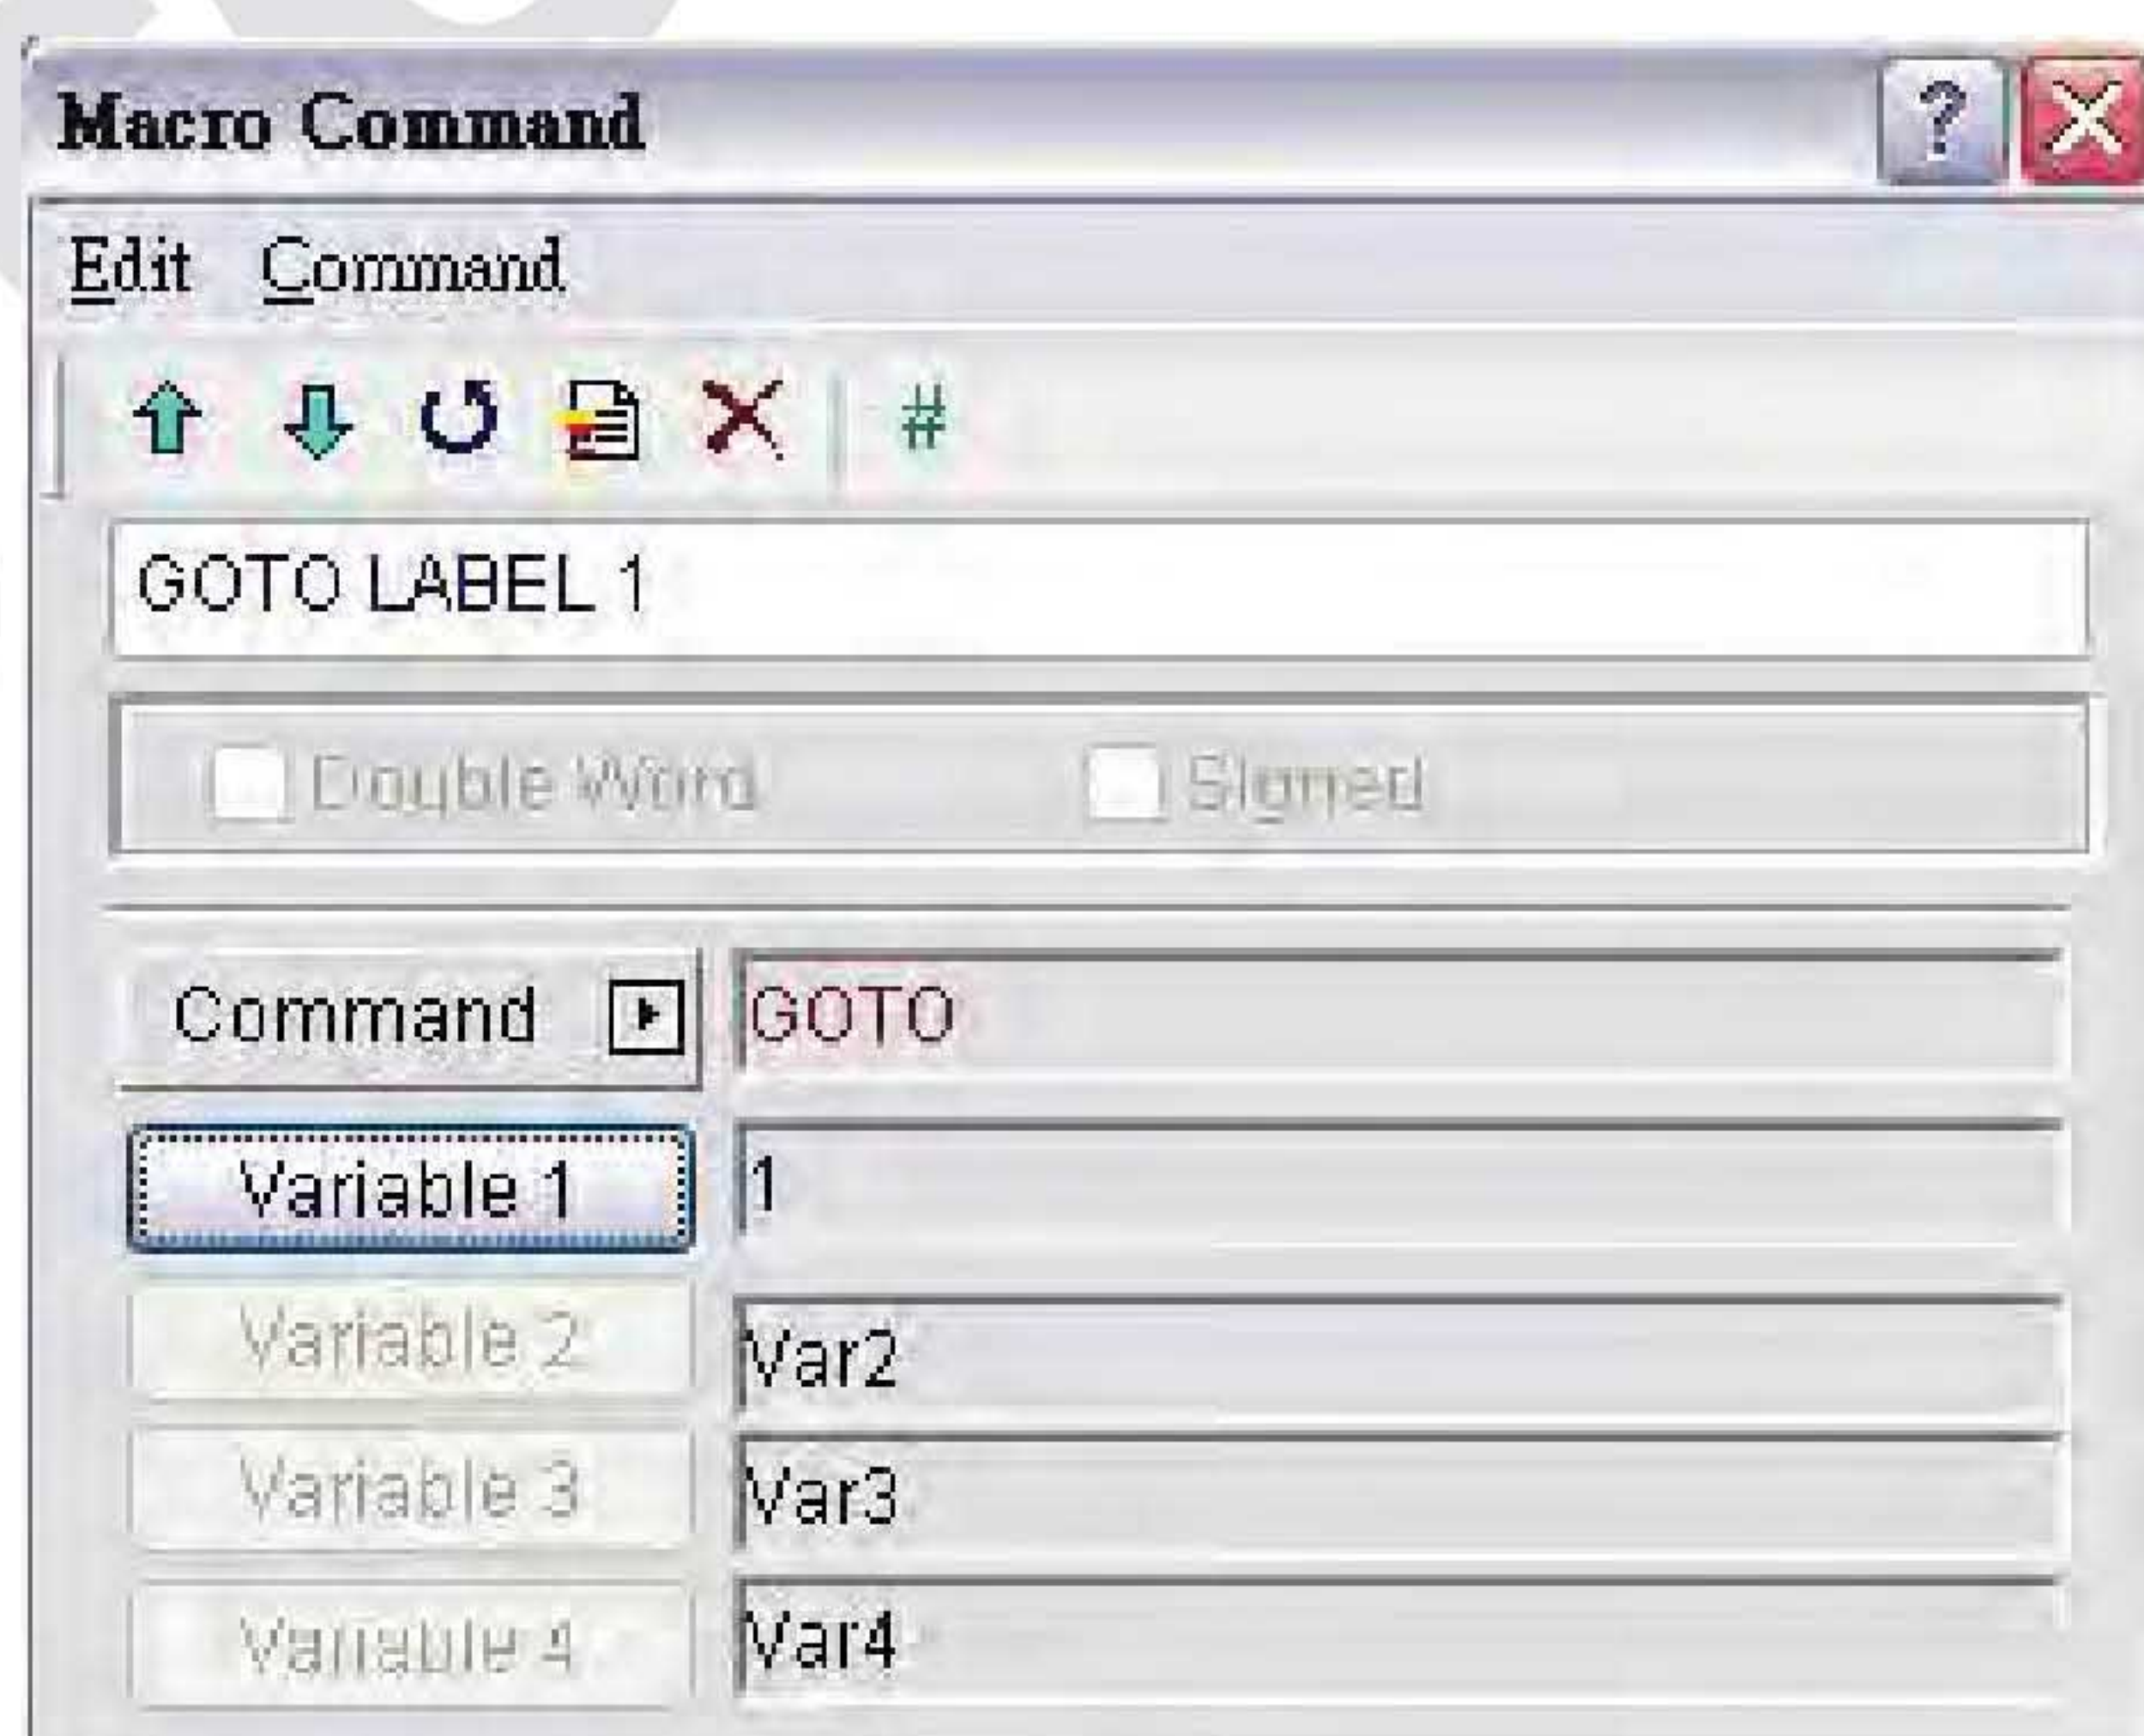 Macro Command
?
Edit Command
#
GOTO LABEL 1
Double Word Signed
Command GOTO
Variable 1 1
Variable 2 Var2
Variable 3 Var3
Variable 4 Var4